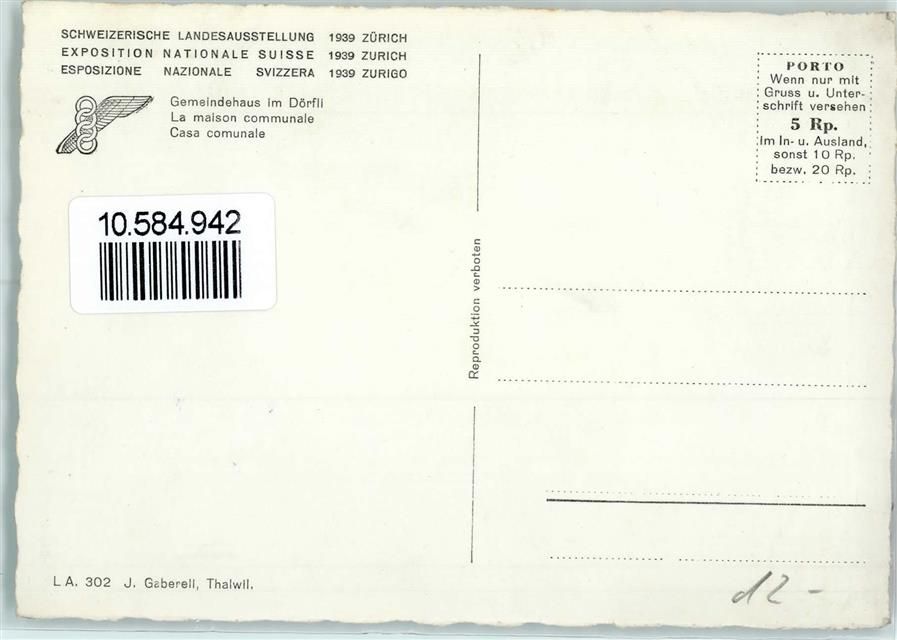 SCHWEIZERISCHE LANDESAUSSTELLUNG 1939 ZÜRICH
EXPOSITION NATIONALE SUISSE 1939 ZÜRICH
ESPOSIZIONE NAZIONALE SVIZZERA 1939 ZURIGO
Gemeindehaus im Dörfli
La maison communale
Casa comunale
10.584.942
PORTO
Wenn nur mit
Gruss u. Unter-
schrift versehen
5 Rp.
Im In- u. Ausland,
sonst 10 Rp.
bezw. 20 Rp.
Reproduktion verboten
L A. 302 J. Gaberell, Thalwil.